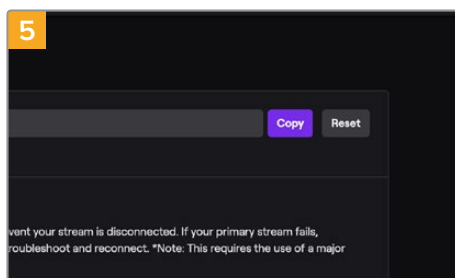 5
Copy Reset
vent your stream is disconnected. If your primary stream fails,
roubleshoot and reconnect. *Note: This requires the use of a major